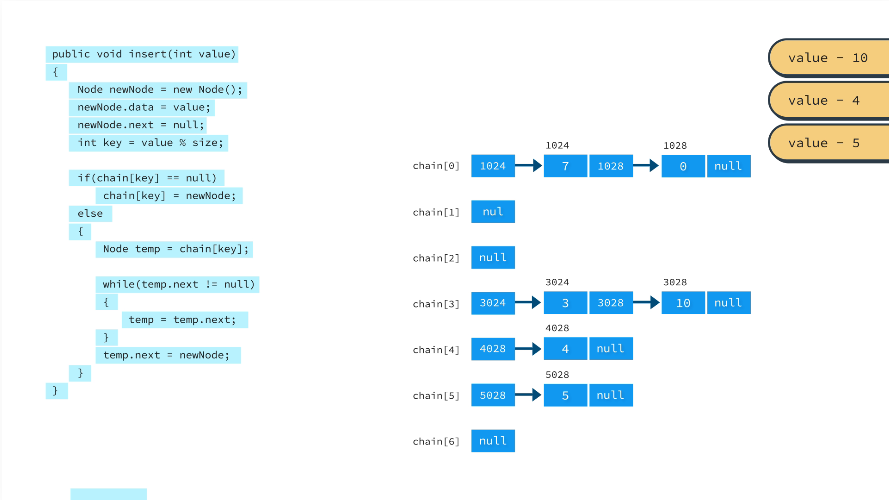 public void insert(int value)
{
Node newNode = new Node();
newNode.data = value;
newNode.next = null;
int key = value % size;
if(chain[key] == null)
chain[key] = newNode;
else
{
Node temp = chain[key];
while(temp.next != null)
{
temp = temp.next;
}
temp.next = newNode;
}
}
value - 10
value - 4
value - 5
1024 1028
chain[0] 1024 7 1028 0 null
chain[1] nul
chain[2] null
3024 3028
chain[3] 3024 3 3028 10 null
4028
chain[4] 4028 4 null
5028
chain[5] 5028 5 null
chain[6] null